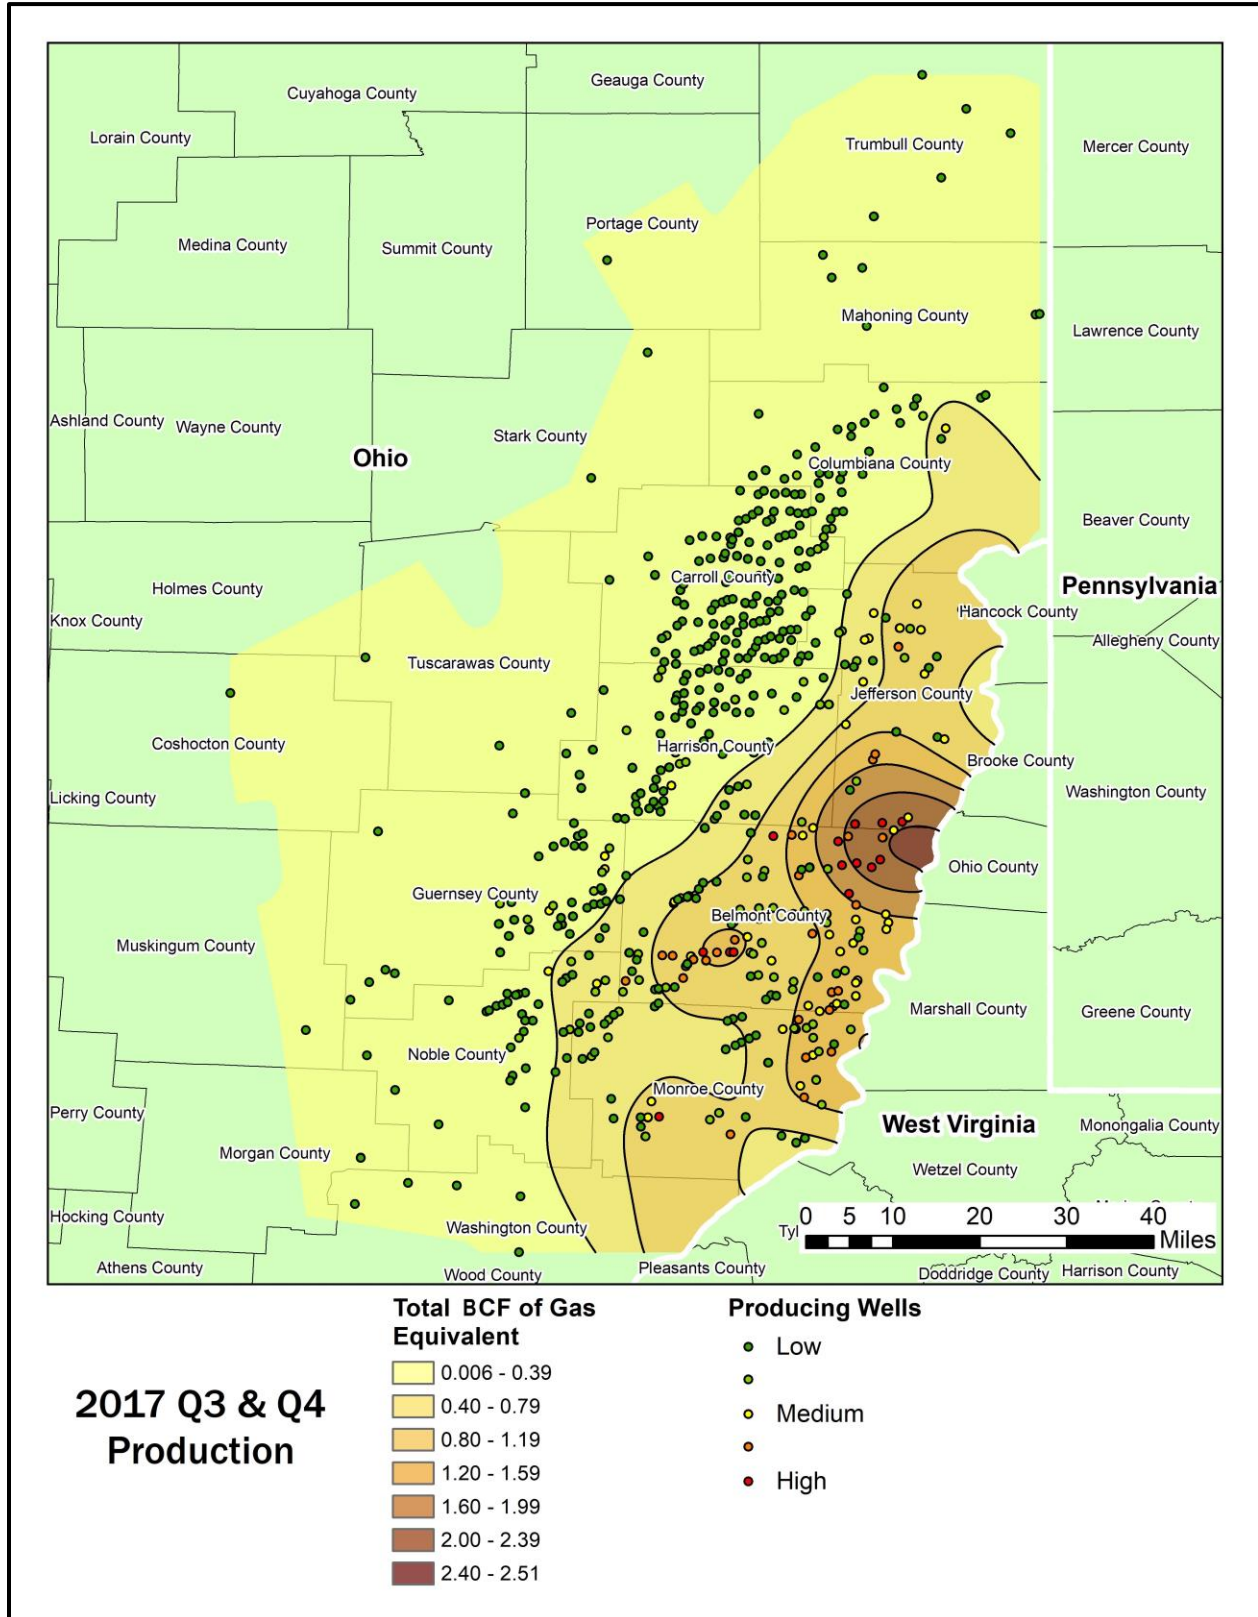 Geauga County
Cuyahoga County
Lorain County
Trumbull County
Mercer County
Portage County
Medina County
Summit County
Mahoning County
Lawrence County
Ashland County
Wayne County
Stark County
Ohio
Columbiana County
Beaver County
Holmes County
Carroll County
Pennsylvania
Knox County
Hancock County
Allegheny County
Tuscarawas County
Jefferson County
Coshocton County
Harrison County
Brooke County
Licking County
Washington County
Ohio County
Guernsey County
Belmont County
Muskingum County
Marshall County
Greene County
Noble County
Monroe County
Perry County
West Virginia
Monongalia County
Morgan County
Wetzel County
Hocking County
Washington County
Tyl
0 5 10 20 30 40
Miles
Athens County
Wood County
Pleasants County
Doddridge County
Harrison County
Total BCF of Gas
Equivalent
0.006 - 0.39
0.40 - 0.79
0.80 - 1.19
1.20 - 1.59
1.60 - 1.99
2.00 - 2.39
2.40 - 2.51
Producing Wells
Low
Medium
High
2017 Q3 & Q4
Production